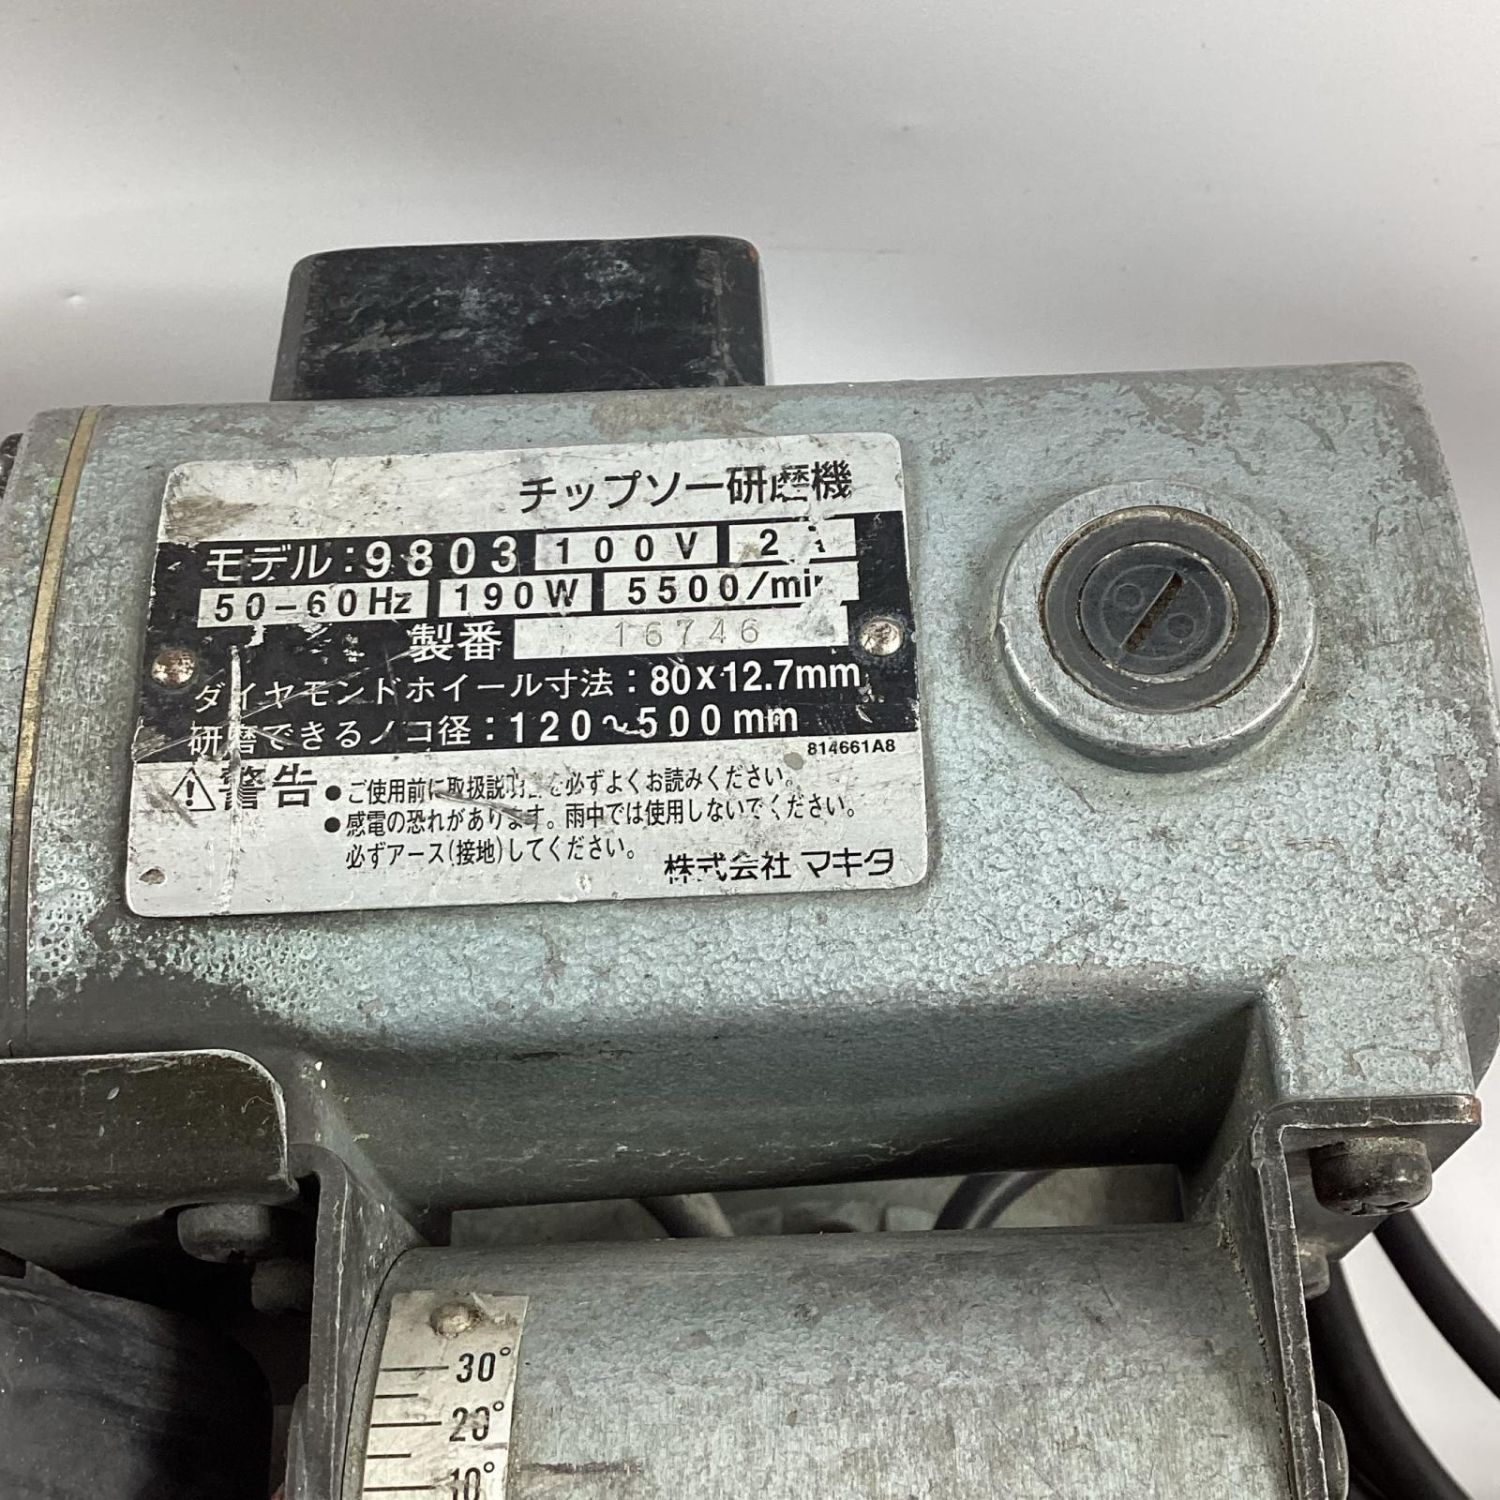 チップソー研磨機
モデル:9803 100V 2
50-60Hz 190W 5500/min
製番 16746
ダイヤモンドホイール寸法:80×12.7mm
研磨できるノコ径:120～500mm
814661A8
⚠警告 ●ご使用前に取扱説明書を必ずよくお読みください。
●感電の恐れがあります。雨中では使用しないでください。
必ずアース(接地)してください。
株式会社 マキタ
30°
20°
10°